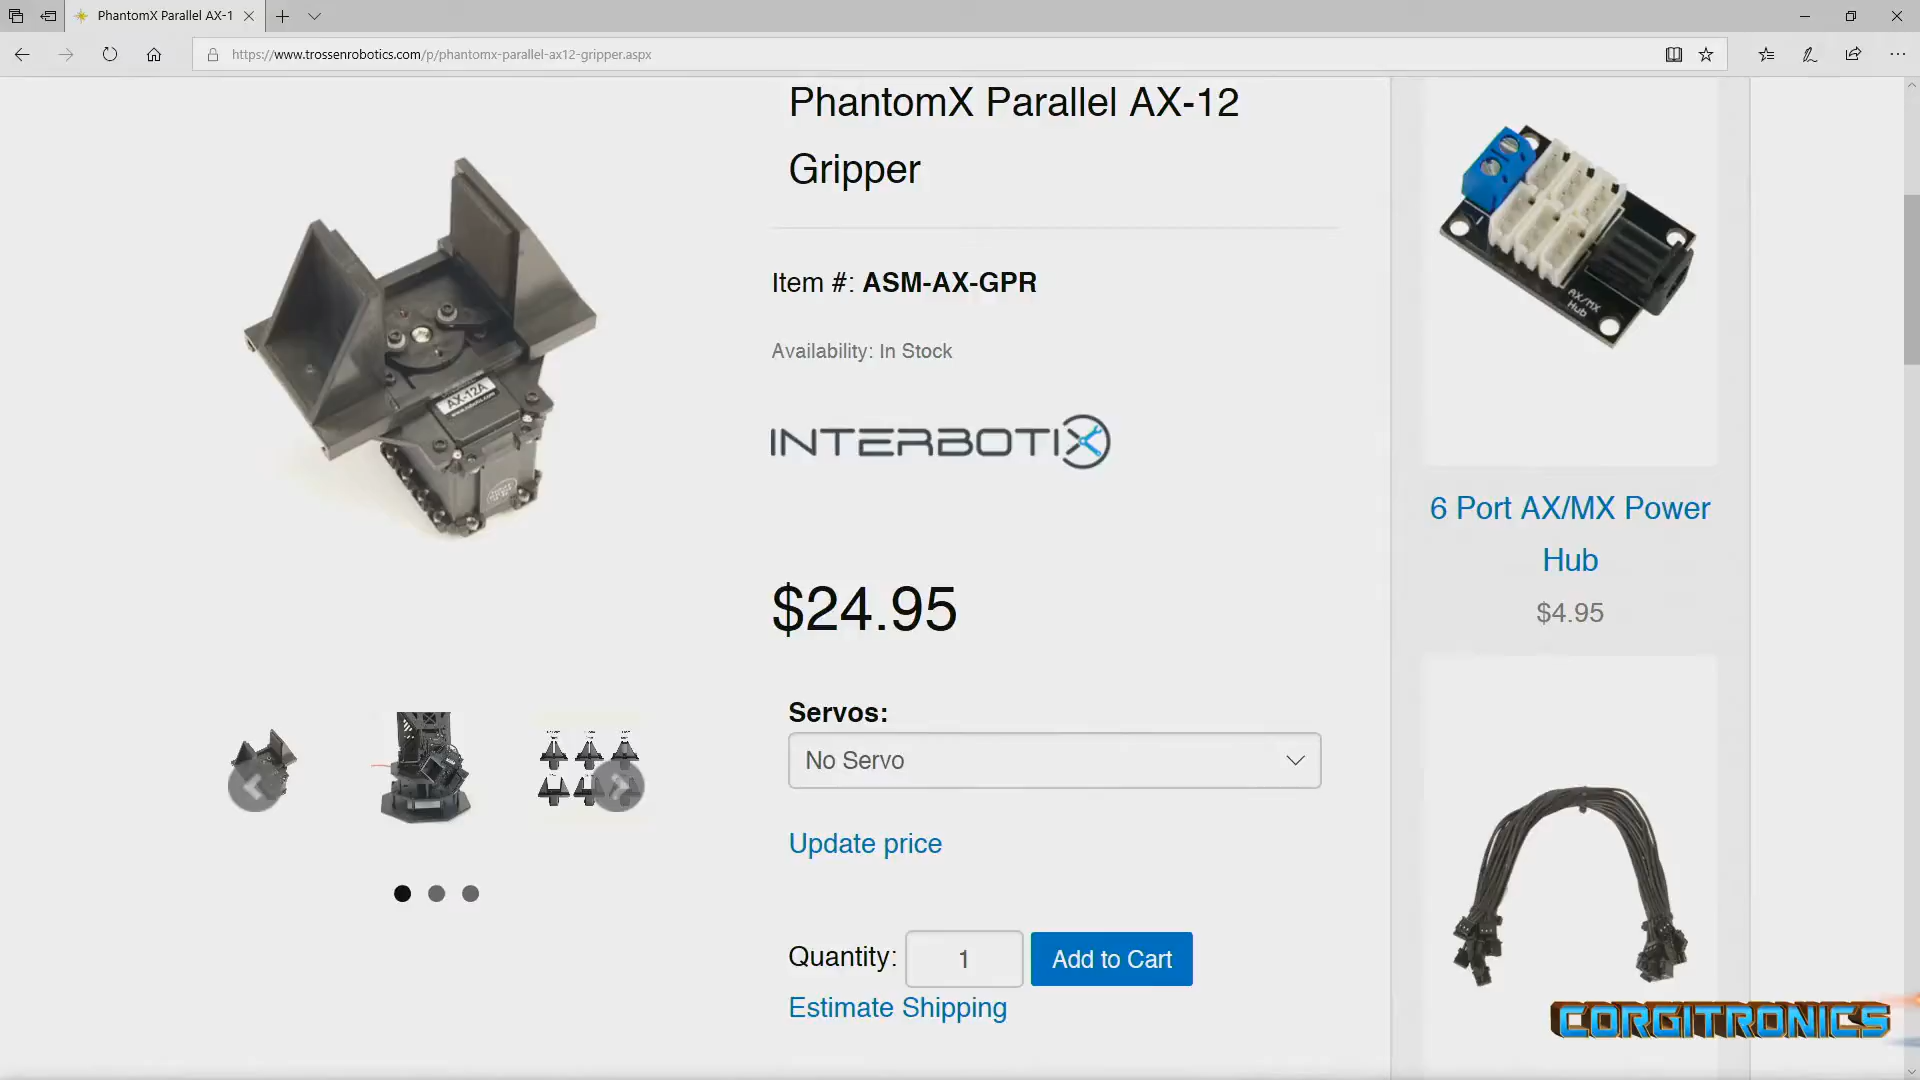 PhantomX Parallel AX-1
https://www.trossenrobotics.com/p/phantomx-parallel-ax12-gripper.aspx
PhantomX Parallel AX-12
Gripper
Item #: ASM-AX-GPR
Availability: In Stock
INTERBOTIX
$24.95
Servos:
No Servo
Update price
Quantity: 1 Add to Cart
Estimate Shipping
AX-12A
AX/MX
Hub
6 Port AX/MX Power
Hub
$4.95
CORGITRONICS